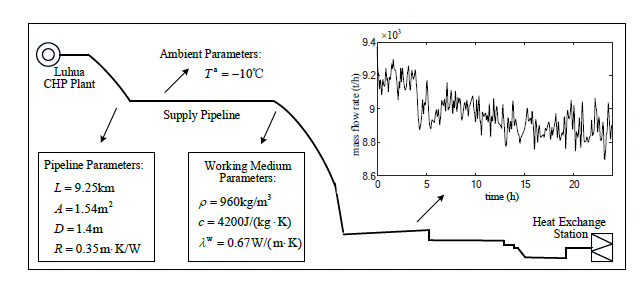 Luhua
CHP Plant
Ambient Parameters:
Tᵃ = −10℃
Supply Pipeline
Pipeline Parameters:
L = 9.25km
A = 1.54m²
D = 1.4m
R = 0.35m·K/W
Working Medium
Parameters:
ρ = 960kg/m³
c = 4200J/(kg·K)
λʷ = 0.67W/(m·K)
×10³
9.4
9.2
9
8.8
8.6
mass flow rate (t/h)
0 5 10 15 20
time (h)
Heat Exchange
Station